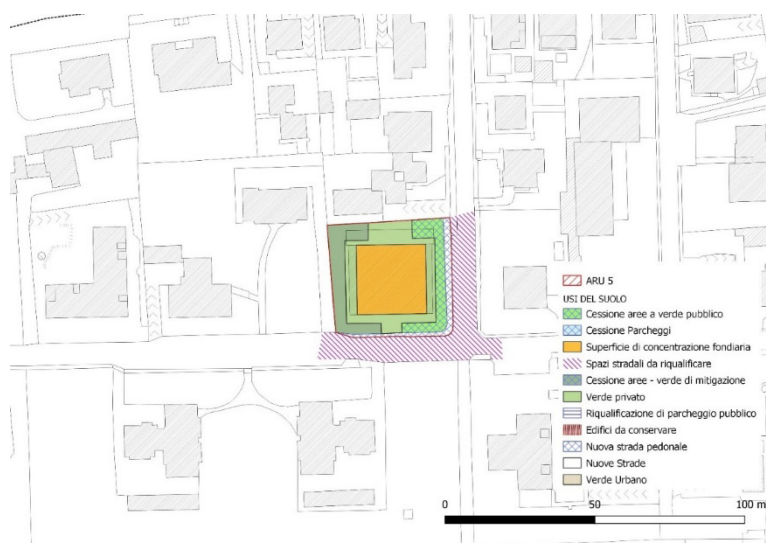 ARU 5
USI DEL SUOLO
Cessione aree a verde pubblico
Cessione Parcheggi
Superficie di concentrazione fondiaria
Spazi stradali da riqualificare
Cessione aree - verde di mitigazione
Verde privato
Riqualificazione di parcheggio pubblico
Edifici da conservare
Nuova strada pedonale
Nuove Strade
Verde Urbano
0 50 100 m